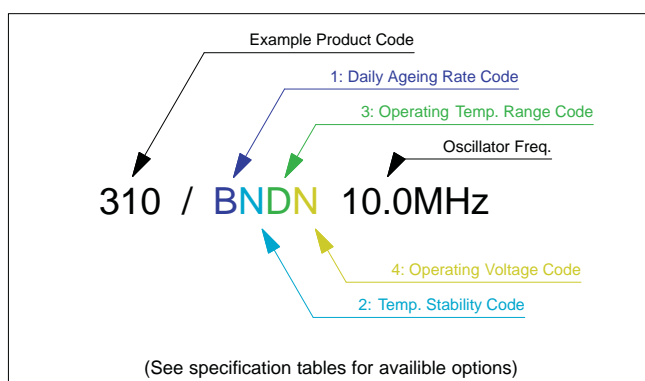 Example Product Code
1: Daily Ageing Rate Code
3: Operating Temp. Range Code
Oscillator Freq.
310 / BNDN 10.0MHz
4: Operating Voltage Code
2: Temp. Stability Code
(See specification tables for availible options)